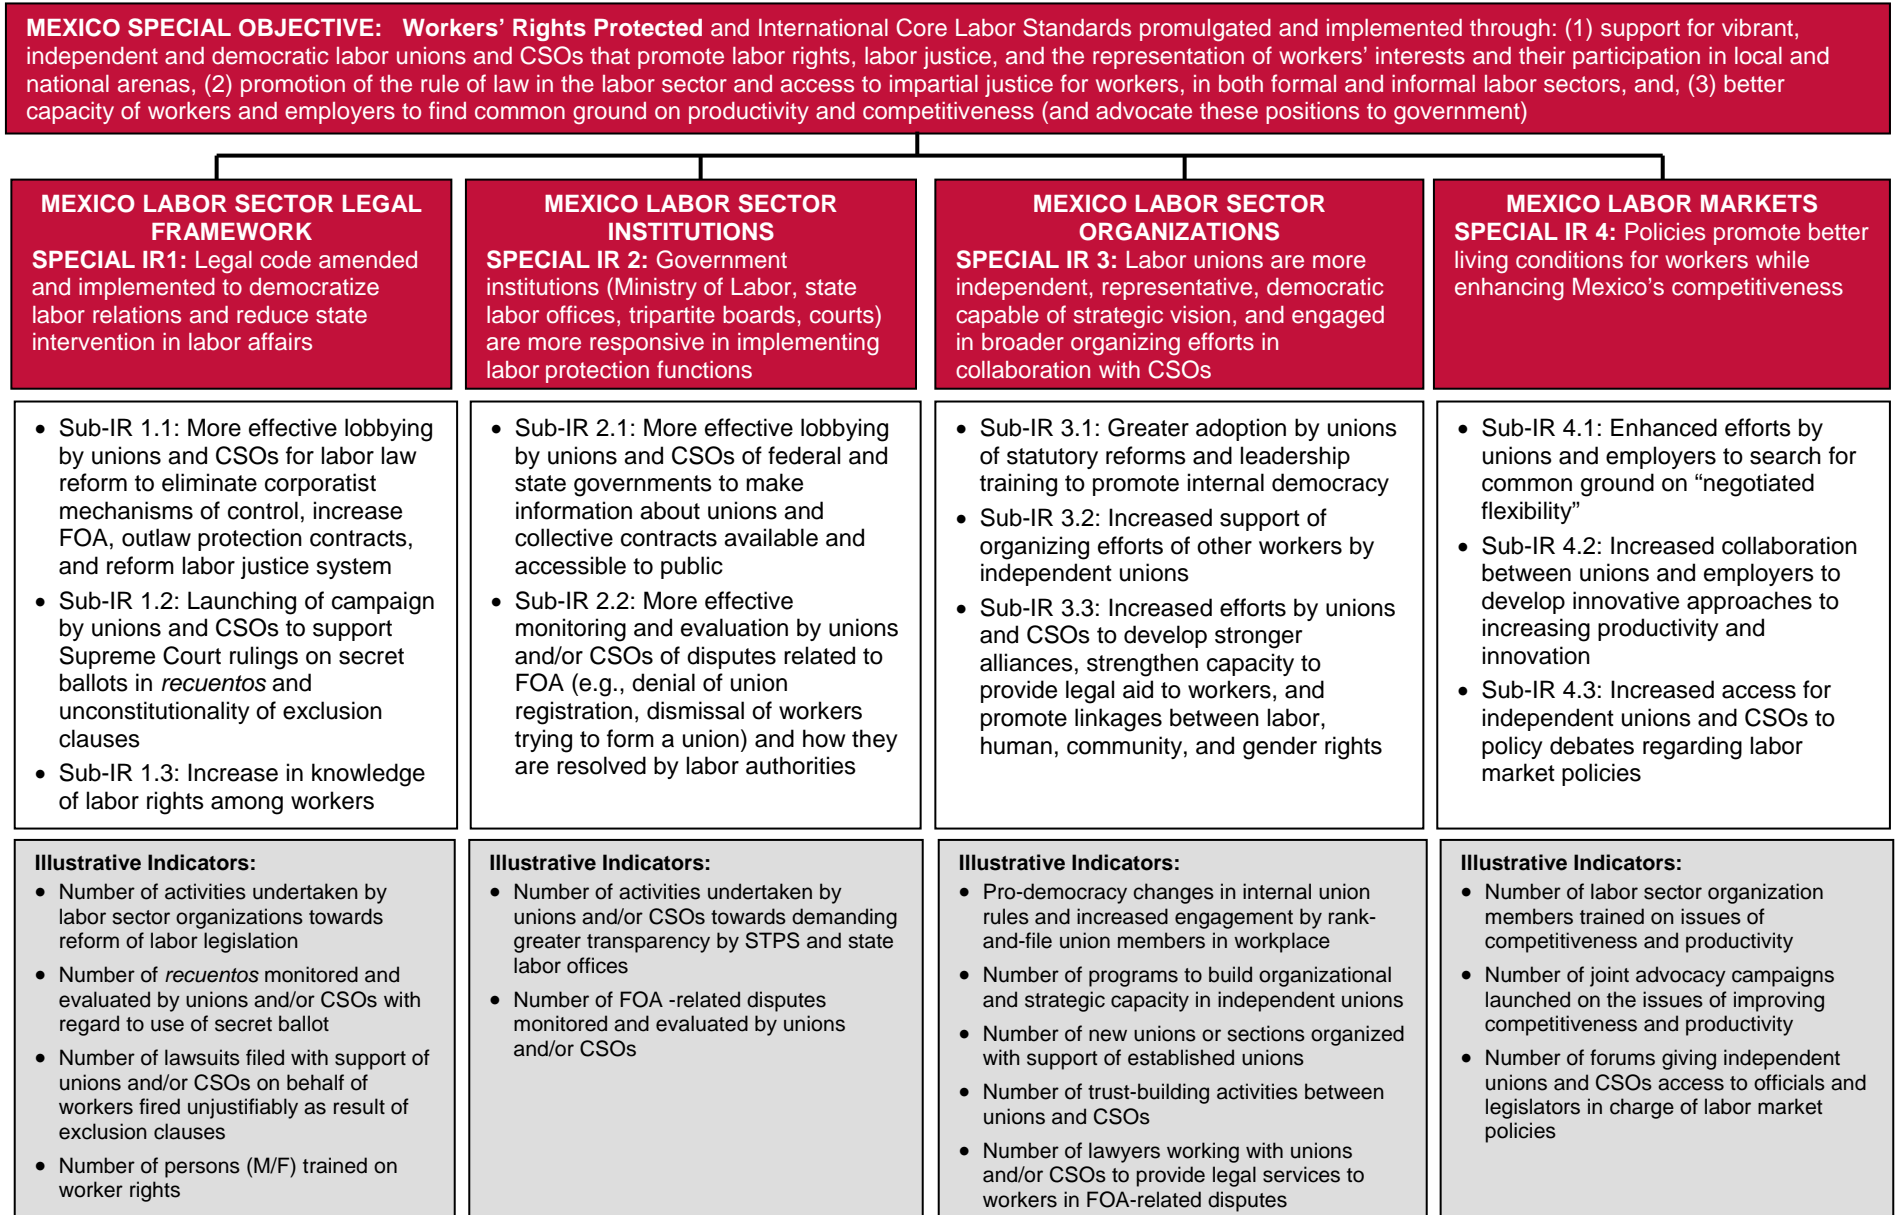 MEXICO SPECIAL OBJECTIVE: Workers' Rights Protected and International Core Labor Standards promulgated and implemented through: (1) support for vibrant,
independent and democratic labor unions and CSOs that promote labor rights, labor justice, and the representation of workers' interests and their participation in local and
national arenas, (2) promotion of the rule of law in the labor sector and access to impartial justice for workers, in both formal and informal labor sectors, and, (3) better
capacity of workers and employers to find common ground on productivity and competitiveness (and advocate these positions to government)
MEXICO LABOR SECTOR LEGAL
FRAMEWORK
SPECIAL IR1: Legal code amended
and implemented to democratize
labor relations and reduce state
intervention in labor affairs
MEXICO LABOR SECTOR
INSTITUTIONS
SPECIAL IR 2: Government
institutions (Ministry of Labor, state
labor offices, tripartite boards, courts)
are more responsive in implementing
labor protection functions
MEXICO LABOR SECTOR
ORGANIZATIONS
SPECIAL IR 3: Labor unions are more
independent, representative, democratic
capable of strategic vision, and engaged
in broader organizing efforts in
collaboration with CSOs
MEXICO LABOR MARKETS
SPECIAL IR 4: Policies promote better
living conditions for workers while
enhancing Mexico's competitiveness
• Sub-IR 1.1: More effective lobbying
by unions and CSOs for labor law
reform to eliminate corporatist
mechanisms of control, increase
FOA, outlaw protection contracts,
and reform labor justice system
• Sub-IR 1.2: Launching of campaign
by unions and CSOs to support
Supreme Court rulings on secret
ballots in recuentos and
unconstitutionality of exclusion
clauses
• Sub-IR 1.3: Increase in knowledge
of labor rights among workers
• Sub-IR 2.1: More effective lobbying
by unions and CSOs of federal and
state governments to make
information about unions and
collective contracts available and
accessible to public
• Sub-IR 2.2: More effective
monitoring and evaluation by unions
and/or CSOs of disputes related to
FOA (e.g., denial of union
registration, dismissal of workers
trying to form a union) and how they
are resolved by labor authorities
• Sub-IR 3.1: Greater adoption by unions
of statutory reforms and leadership
training to promote internal democracy
• Sub-IR 3.2: Increased support of
organizing efforts of other workers by
independent unions
• Sub-IR 3.3: Increased efforts by unions
and CSOs to develop stronger
alliances, strengthen capacity to
provide legal aid to workers, and
promote linkages between labor,
human, community, and gender rights
• Sub-IR 4.1: Enhanced efforts by
unions and employers to search for
common ground on “negotiated
flexibility”
• Sub-IR 4.2: Increased collaboration
between unions and employers to
develop innovative approaches to
increasing productivity and
innovation
• Sub-IR 4.3: Increased access for
independent unions and CSOs to
policy debates regarding labor
market policies
Illustrative Indicators:
• Number of activities undertaken by
labor sector organizations towards
reform of labor legislation
• Number of recuentos monitored and
evaluated by unions and/or CSOs with
regard to use of secret ballot
• Number of lawsuits filed with support of
unions and/or CSOs on behalf of
workers fired unjustifiably as result of
exclusion clauses
• Number of persons (M/F) trained on
worker rights
Illustrative Indicators:
• Number of activities undertaken by
unions and/or CSOs towards demanding
greater transparency by STPS and state
labor offices
• Number of FOA -related disputes
monitored and evaluated by unions
and/or CSOs
Illustrative Indicators:
• Pro-democracy changes in internal union
rules and increased engagement by rank-
and-file union members in workplace
• Number of programs to build organizational
and strategic capacity in independent unions
• Number of new unions or sections organized
with support of established unions
• Number of trust-building activities between
unions and CSOs
• Number of lawyers working with unions
and/or CSOs to provide legal services to
workers in FOA-related disputes
Illustrative Indicators:
• Number of labor sector organization
members trained on issues of
competitiveness and productivity
• Number of joint advocacy campaigns
launched on the issues of improving
competitiveness and productivity
• Number of forums giving independent
unions and CSOs access to officials and
legislators in charge of labor market
policies